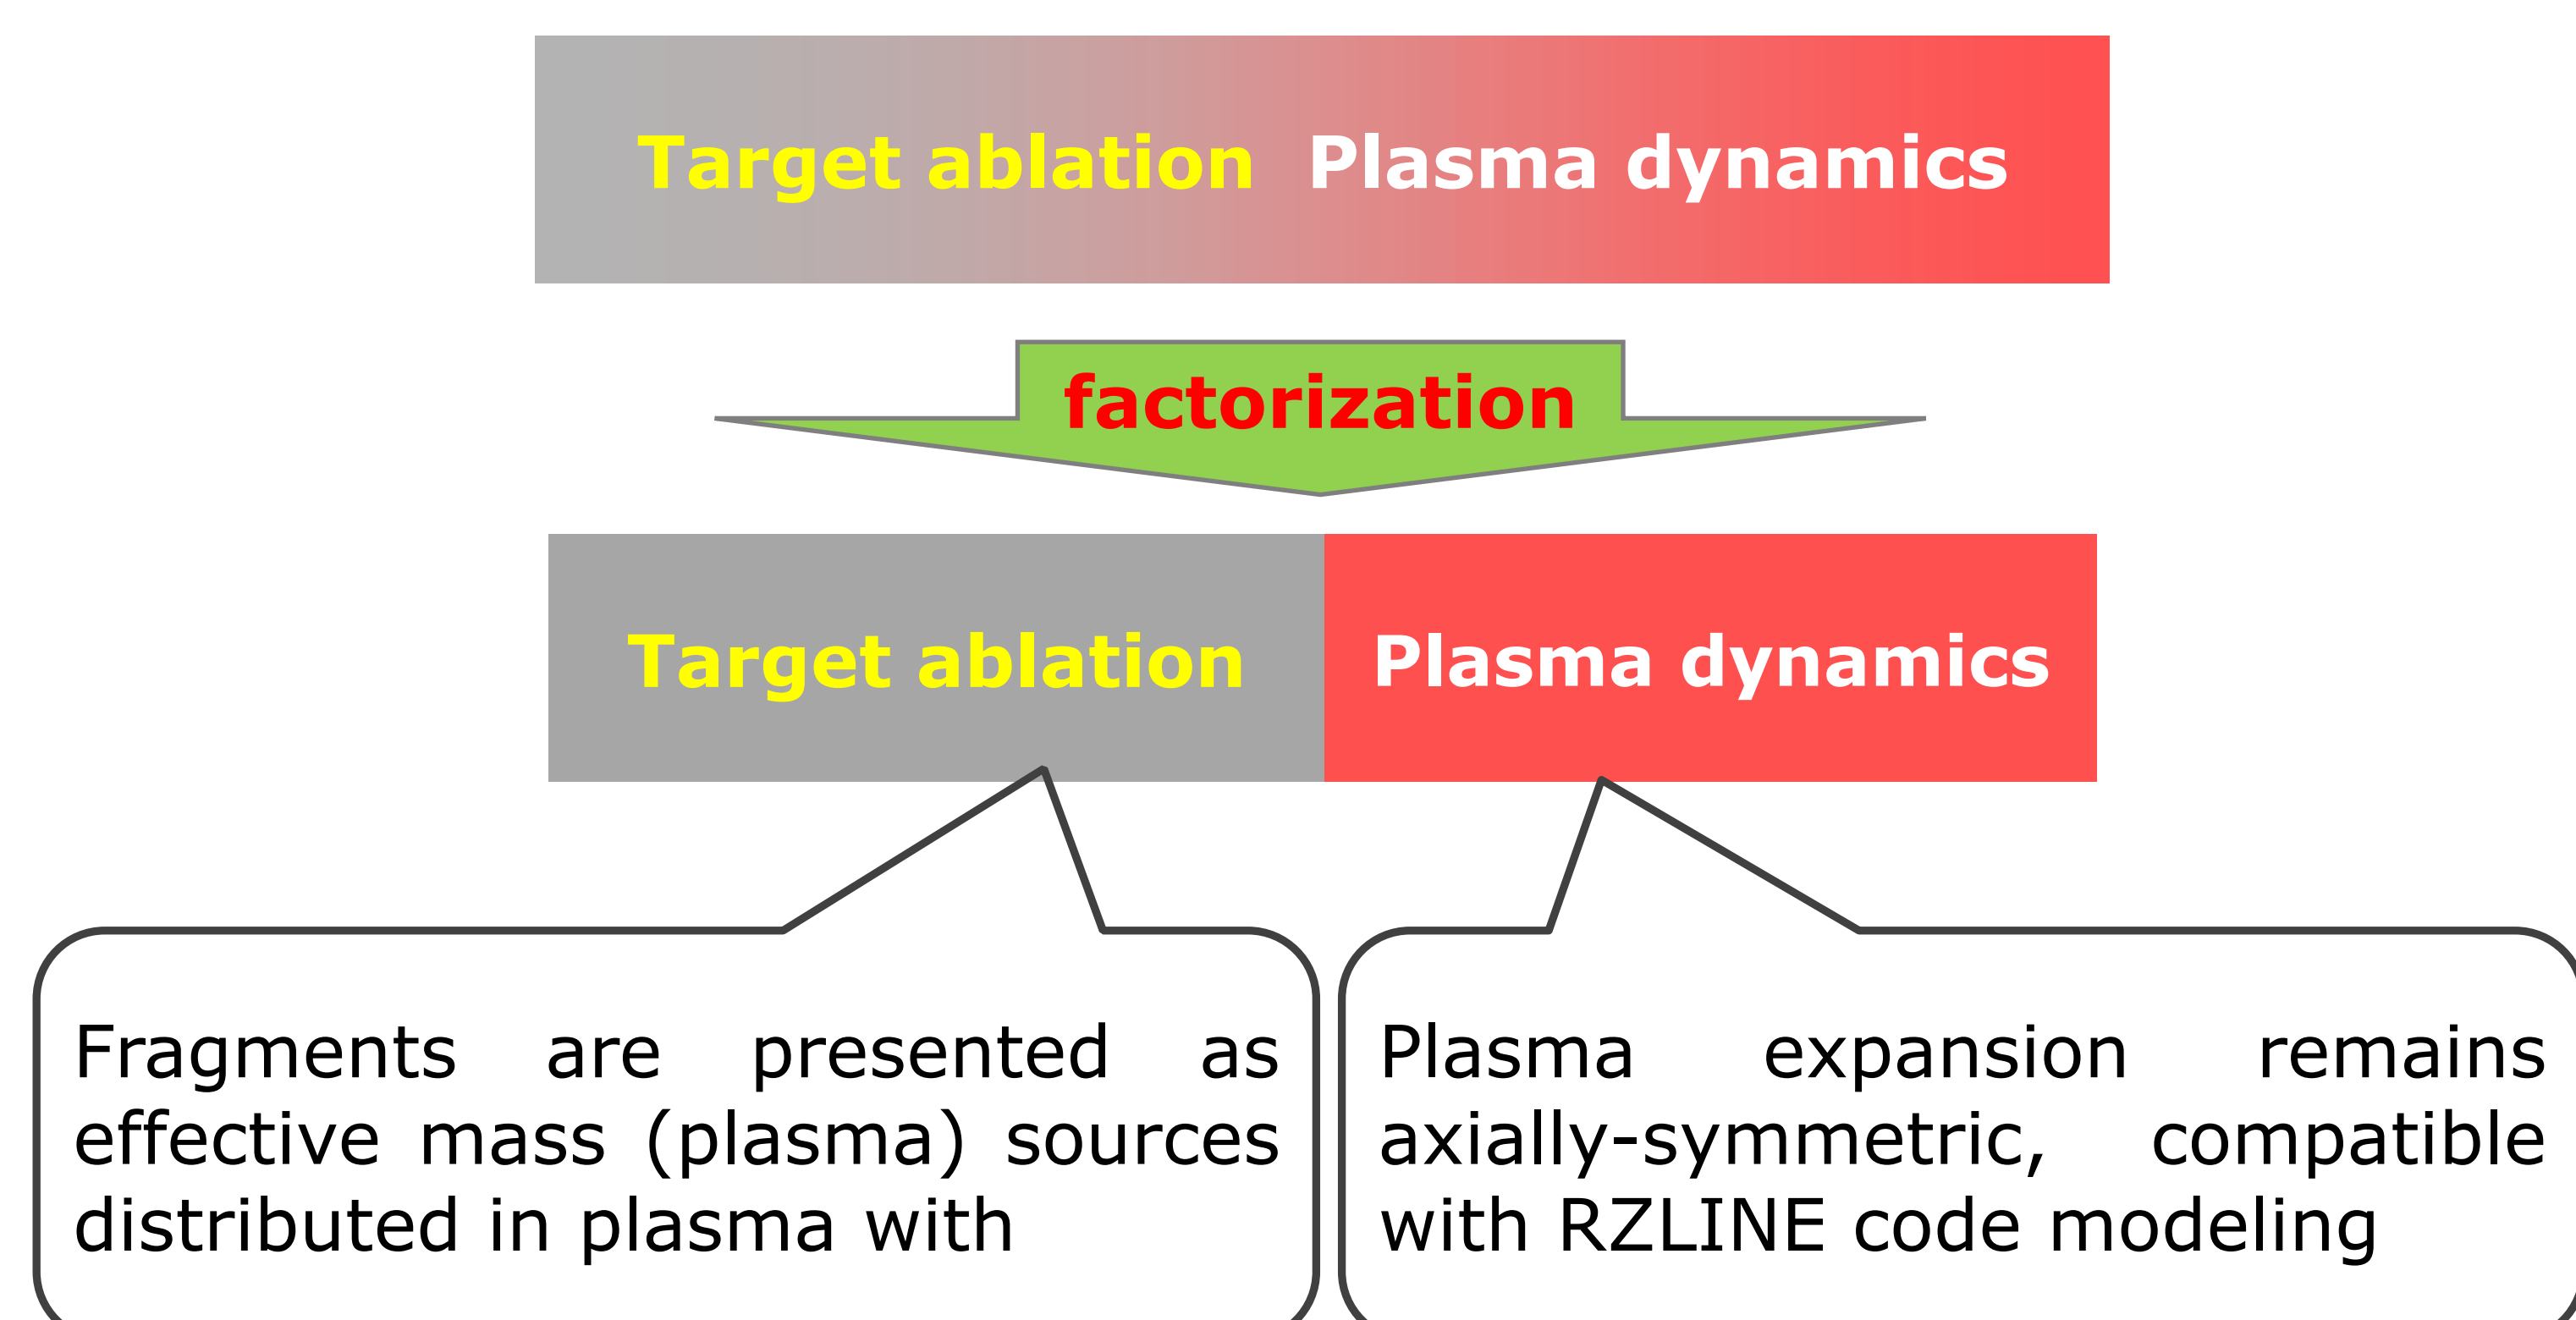 Target ablation Plasma dynamics
factorization
Target ablation
Plasma dynamics
Fragments are presented as
effective mass (plasma) sources
distributed in plasma with
Plasma expansion remains
axially-symmetric, compatible
with RZLINE code modeling